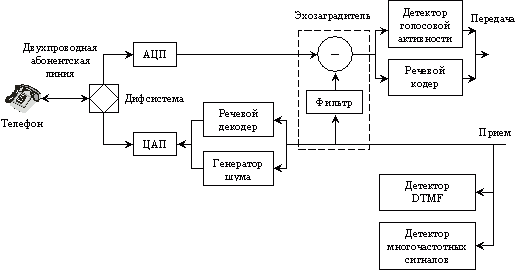 Эхозаградитель
Детектор
голосовой
активности
Передача
Двухпроводная
абонентская
линия
АЦП
−
Речевой
кодер
Дифсистема
Фильтр
Телефон
Речевой
декодер
ЦАП
Прием
Генератор
шума
Детектор
DTMF
Детектор
многочастотных
сигналов